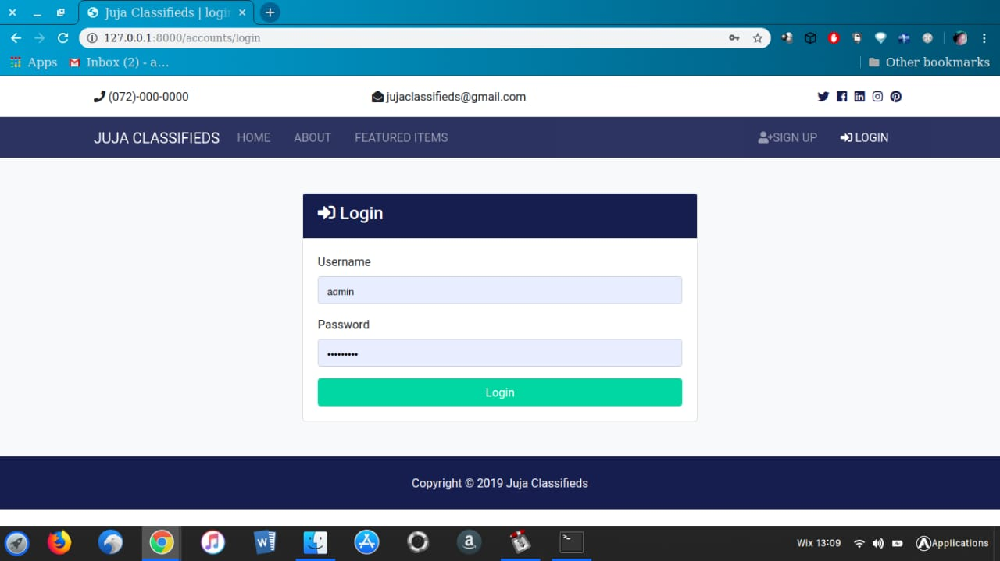 Juja Classifieds | login
127.0.0.1:8000/accounts/login
Apps Inbox (2) - a... Other bookmarks
(072)-000-0000 jujaclassifieds@gmail.com
JUJA CLASSIFIEDS HOME ABOUT FEATURED ITEMS SIGN UP LOGIN
Login
Username
admin
Password
•••••••••
Login
Copyright © 2019 Juja Classifieds
Wix 13:09 Applications